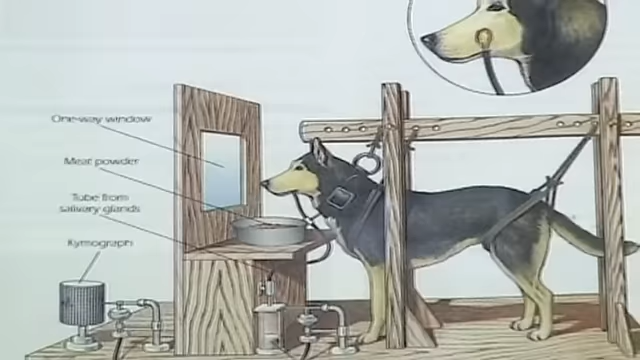 One-way window
Meat powder
Tube from
salivary glands
Kymograph